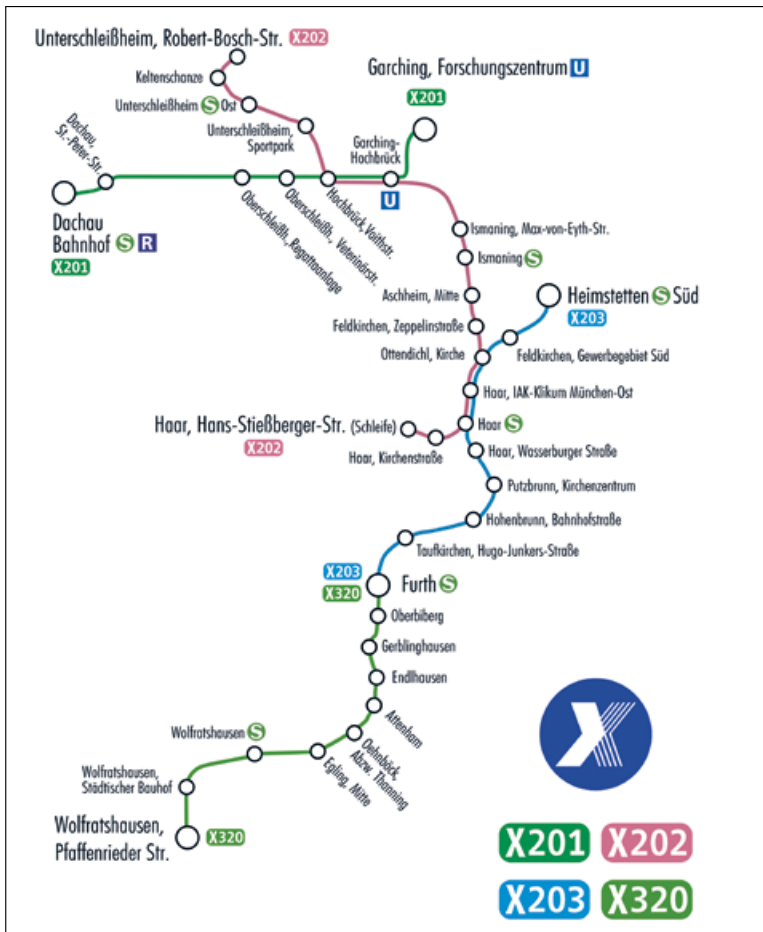 Unterschleißheim, Robert-Bosch-Str. X202
Keltenschanze
Unterschleißheim S Ost
Unterschleißheim,
Sportpark
Garching, Forschungszentrum U
X201
Garching-
Hochbrück
U
Dachau,
St.-Peter-Str.
Dachau
Bahnhof S R
X201
Oberschleißh., Regattaanlage
Oberschleißh., Veterinärstr.
Hochbrück, Voithstr.
Ismaning, Max-von-Eyth-Str.
Ismaning S
Aschheim, Mitte
Heimstetten S Süd
X203
Feldkirchen, Zeppelinstraße
Ottendichl, Kirche
Feldkirchen, Gewerbegebiet Süd
Haar, IAK-Klikum München-Ost
Haar, Hans-Stießberger-Str. (Schleife)
X202
Haar S
Haar, Kirchenstraße
Haar, Wasserburger Straße
Putzbrunn, Kirchenzentrum
Hohenbrunn, Bahnhofstraße
Taufkirchen, Hugo-Junkers-Straße
X203
X320
Furth S
Oberbiberg
Gerblinghausen
Endlhausen
Attenham
Oehnböck,
Abzw. Thanning
Egling, Mitte
Wolfratshausen S
Wolfratshausen,
Städtischer Bauhof
Wolfratshausen,
Pfaffenrieder Str.
X320
X
X201 X202
X203 X320